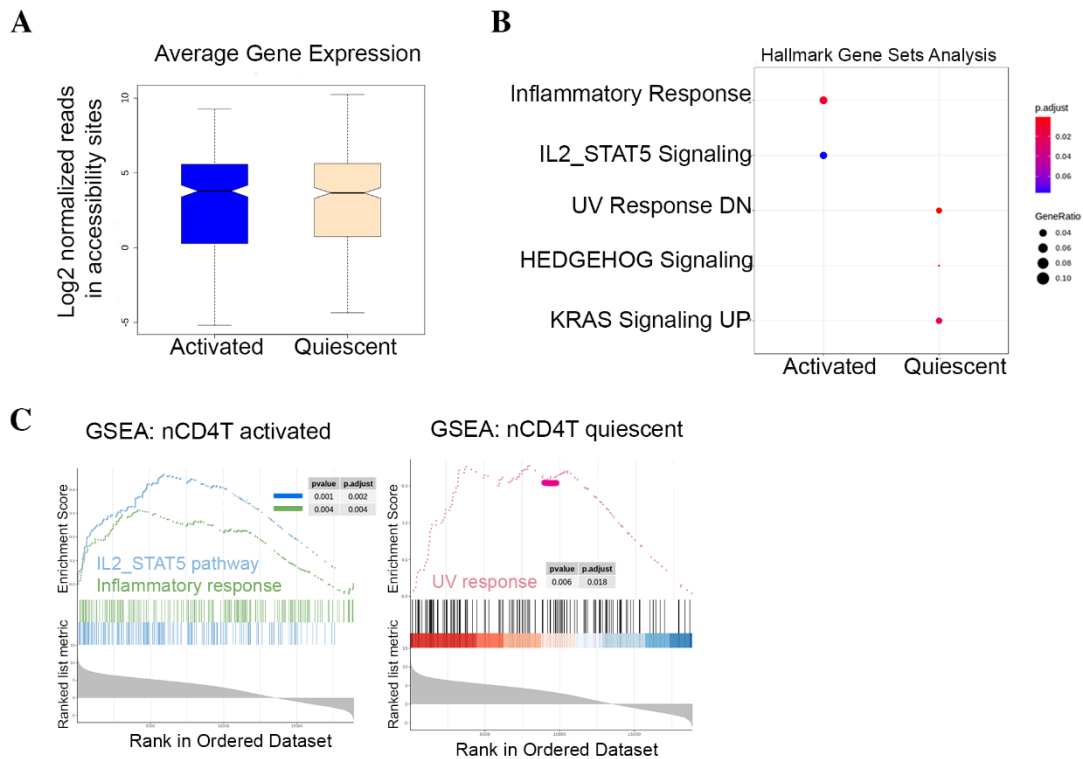 A
Average Gene Expression
Log2 normalized reads
in accessibility sites
10
5
0
-5
Activated
Quiescent
B
Hallmark Gene Sets Analysis
Inflammatory Response
IL2_STAT5 Signaling
UV Response DN
HEDGEHOG Signaling
KRAS Signaling UP
Activated
Quiescent
p.adjust
0.02
0.04
0.06
GeneRatio
0.04
0.06
0.08
0.10
C
GSEA: nCD4T activated
Enrichment Score
pvalue p.adjust
0.001 0.002
0.004 0.004
IL2_STAT5 pathway
Inflammatory response
Ranked list metric
Rank in Ordered Dataset
GSEA: nCD4T quiescent
Enrichment Score
UV response
pvalue p.adjust
0.006 0.018
Ranked list metric
Rank in Ordered Dataset